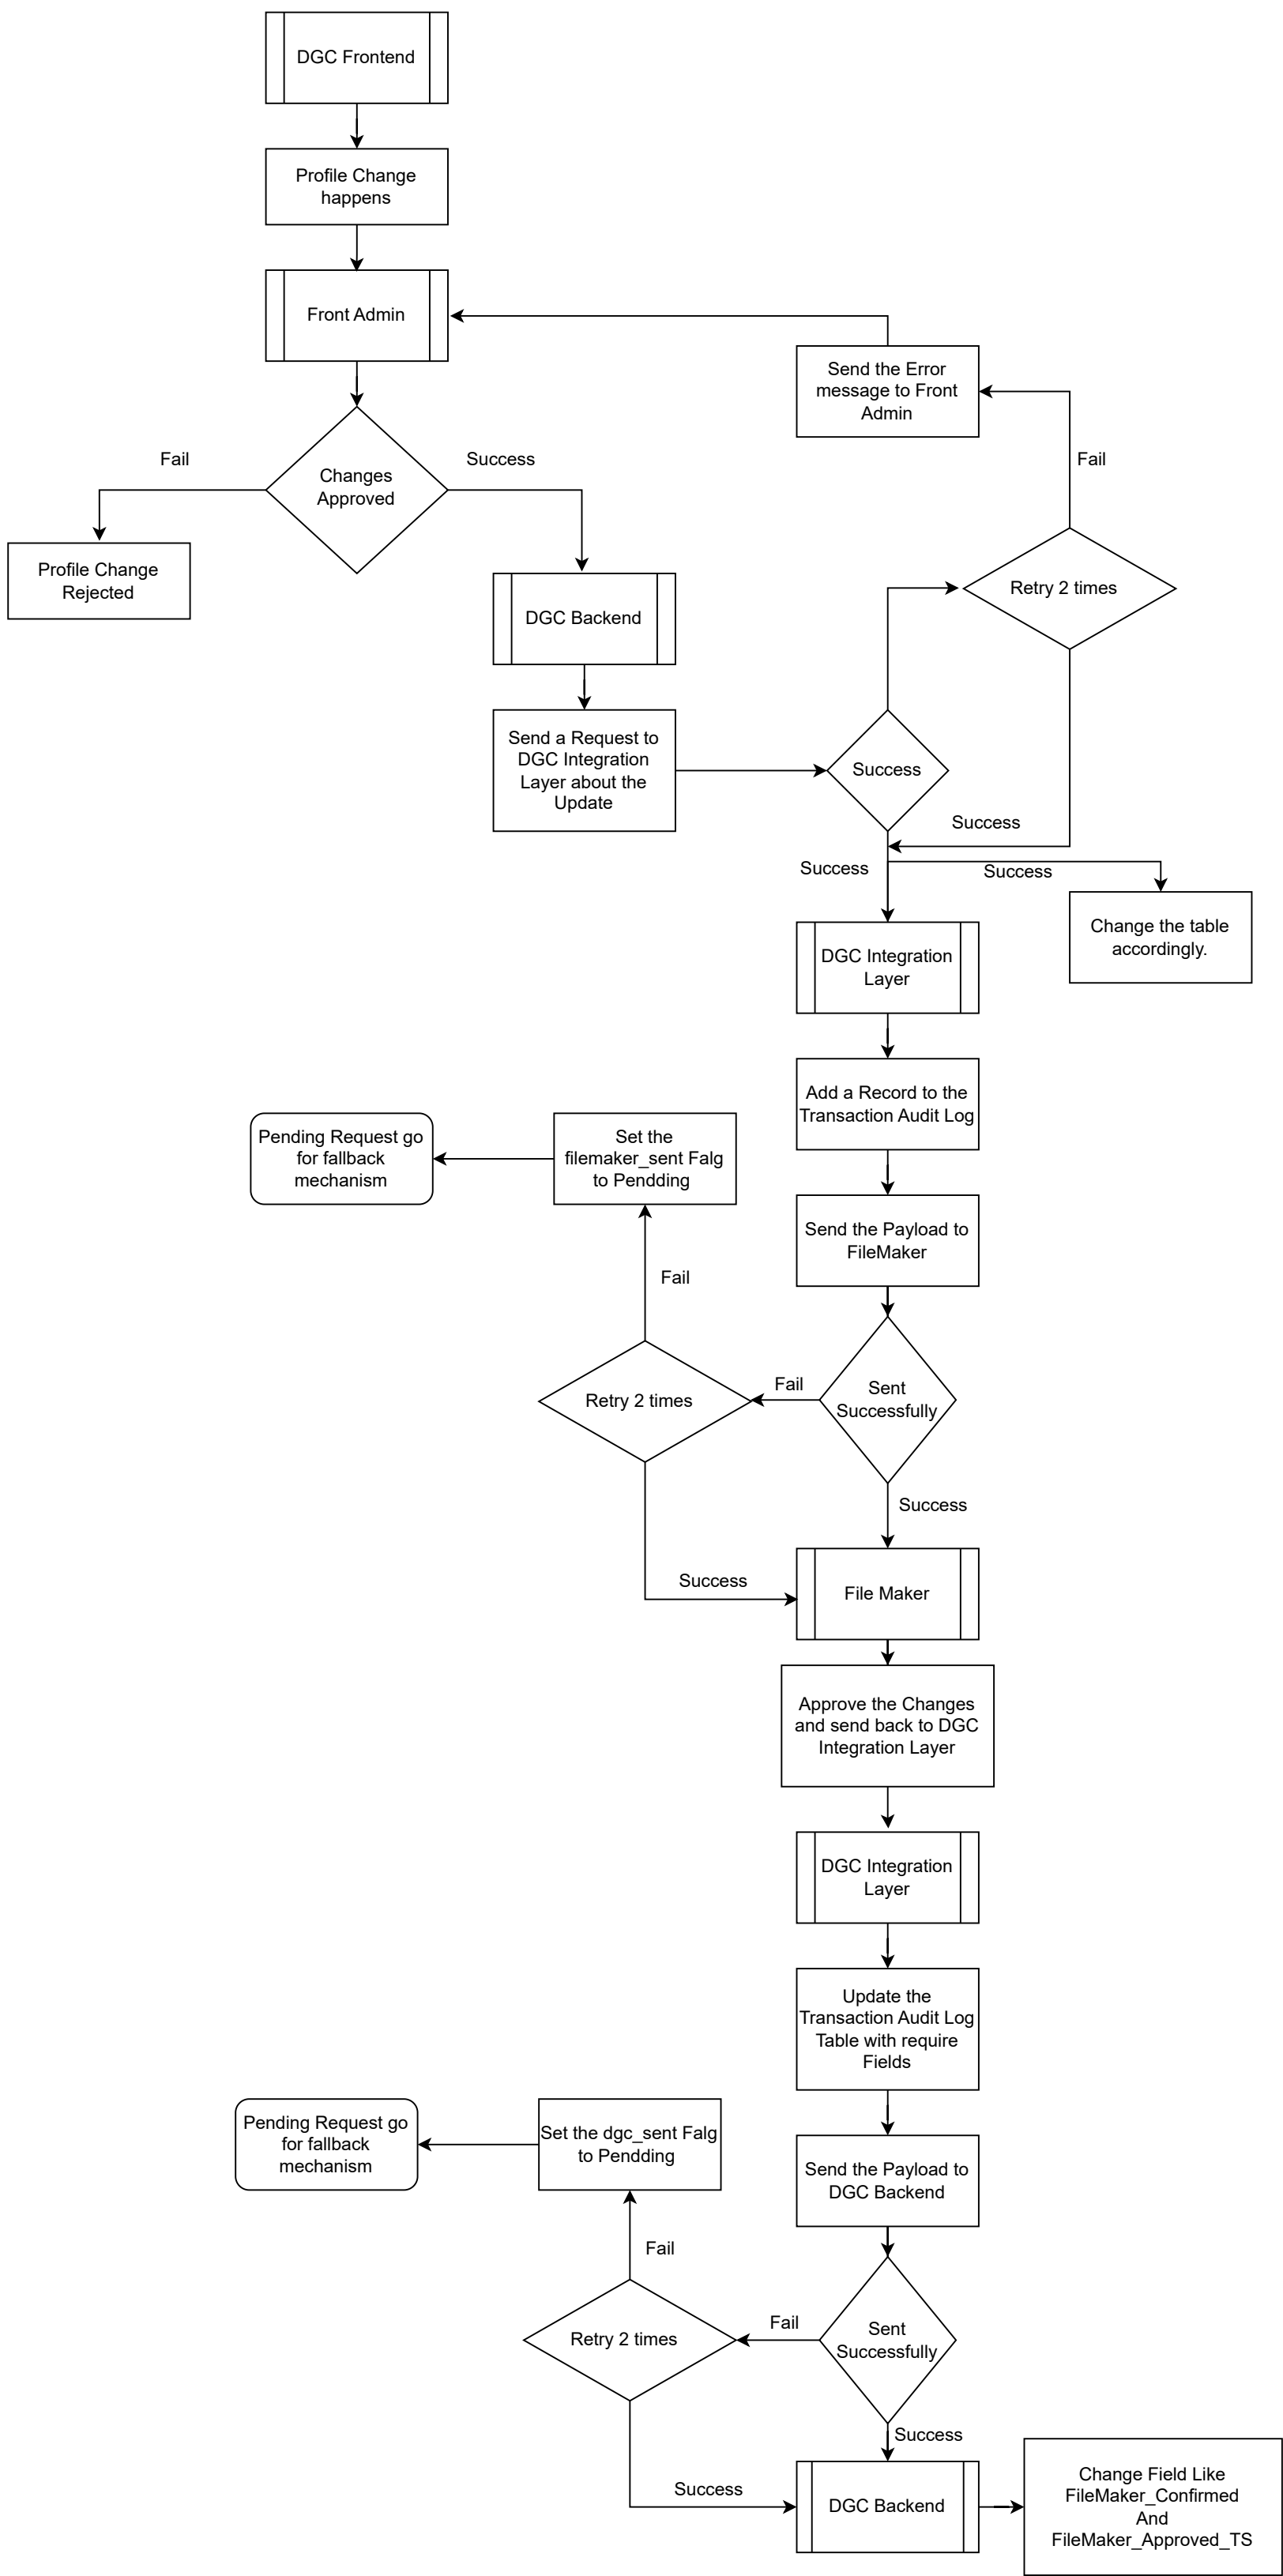 DGC Frontend
Profile Change
happens
Front Admin
Send the Error
message to Front
Admin
Fail
Success
Fail
Changes
Approved
Profile Change
Rejected
Retry 2 times
DGC Backend
Send a Request to
DGC Integration
Layer about the
Update
Success
Success
Success
Success
Change the table
accordingly.
DGC Integration
Layer
Add a Record to the
Transaction Audit Log
Pending Request go
for fallback
mechanism
Set the
filemaker_sent Falg
to Pendding
Send the Payload to
FileMaker
Fail
Fail
Retry 2 times
Sent
Successfully
Success
Success
File Maker
Approve the Changes
and send back to DGC
Integration Layer
DGC Integration
Layer
Update the
Transaction Audit Log
Table with require
Fields
Pending Request go
for fallback
mechanism
Set the dgc_sent Falg
to Pendding
Send the Payload to
DGC Backend
Fail
Fail
Retry 2 times
Sent
Successfully
Success
Success
DGC Backend
Change Field Like
FileMaker_Confirmed
And
FileMaker_Approved_TS